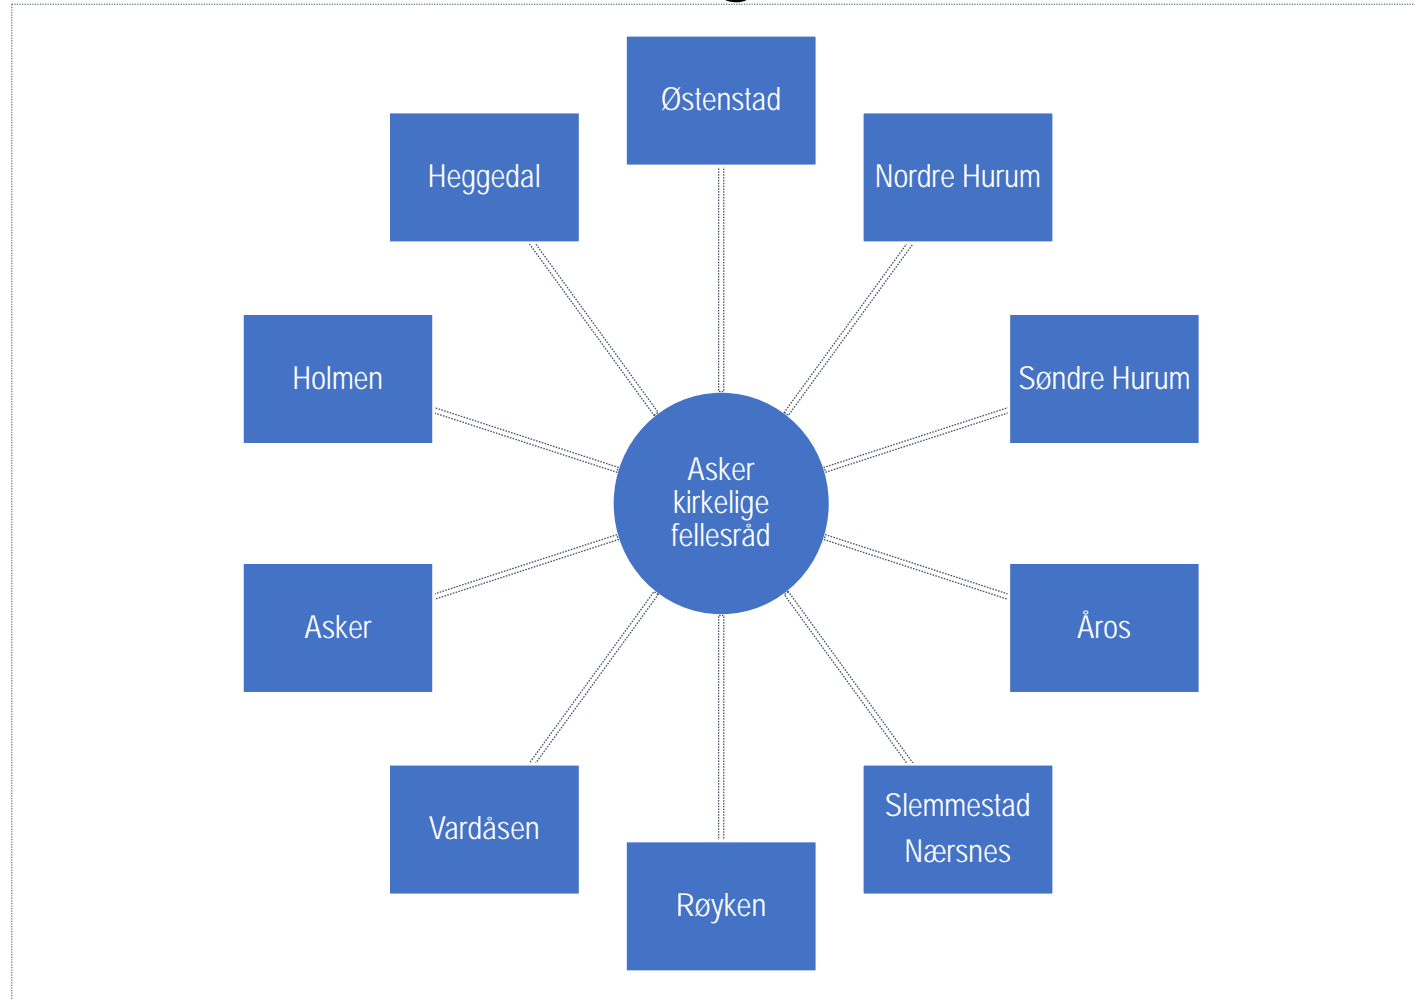 Østenstad
Nordre Hurum
Søndre Hurum
Åros
Slemmestad
Nærsnes
Røyken
Vardåsen
Asker
Holmen
Heggedal
Asker
kirkelige
fellesråd